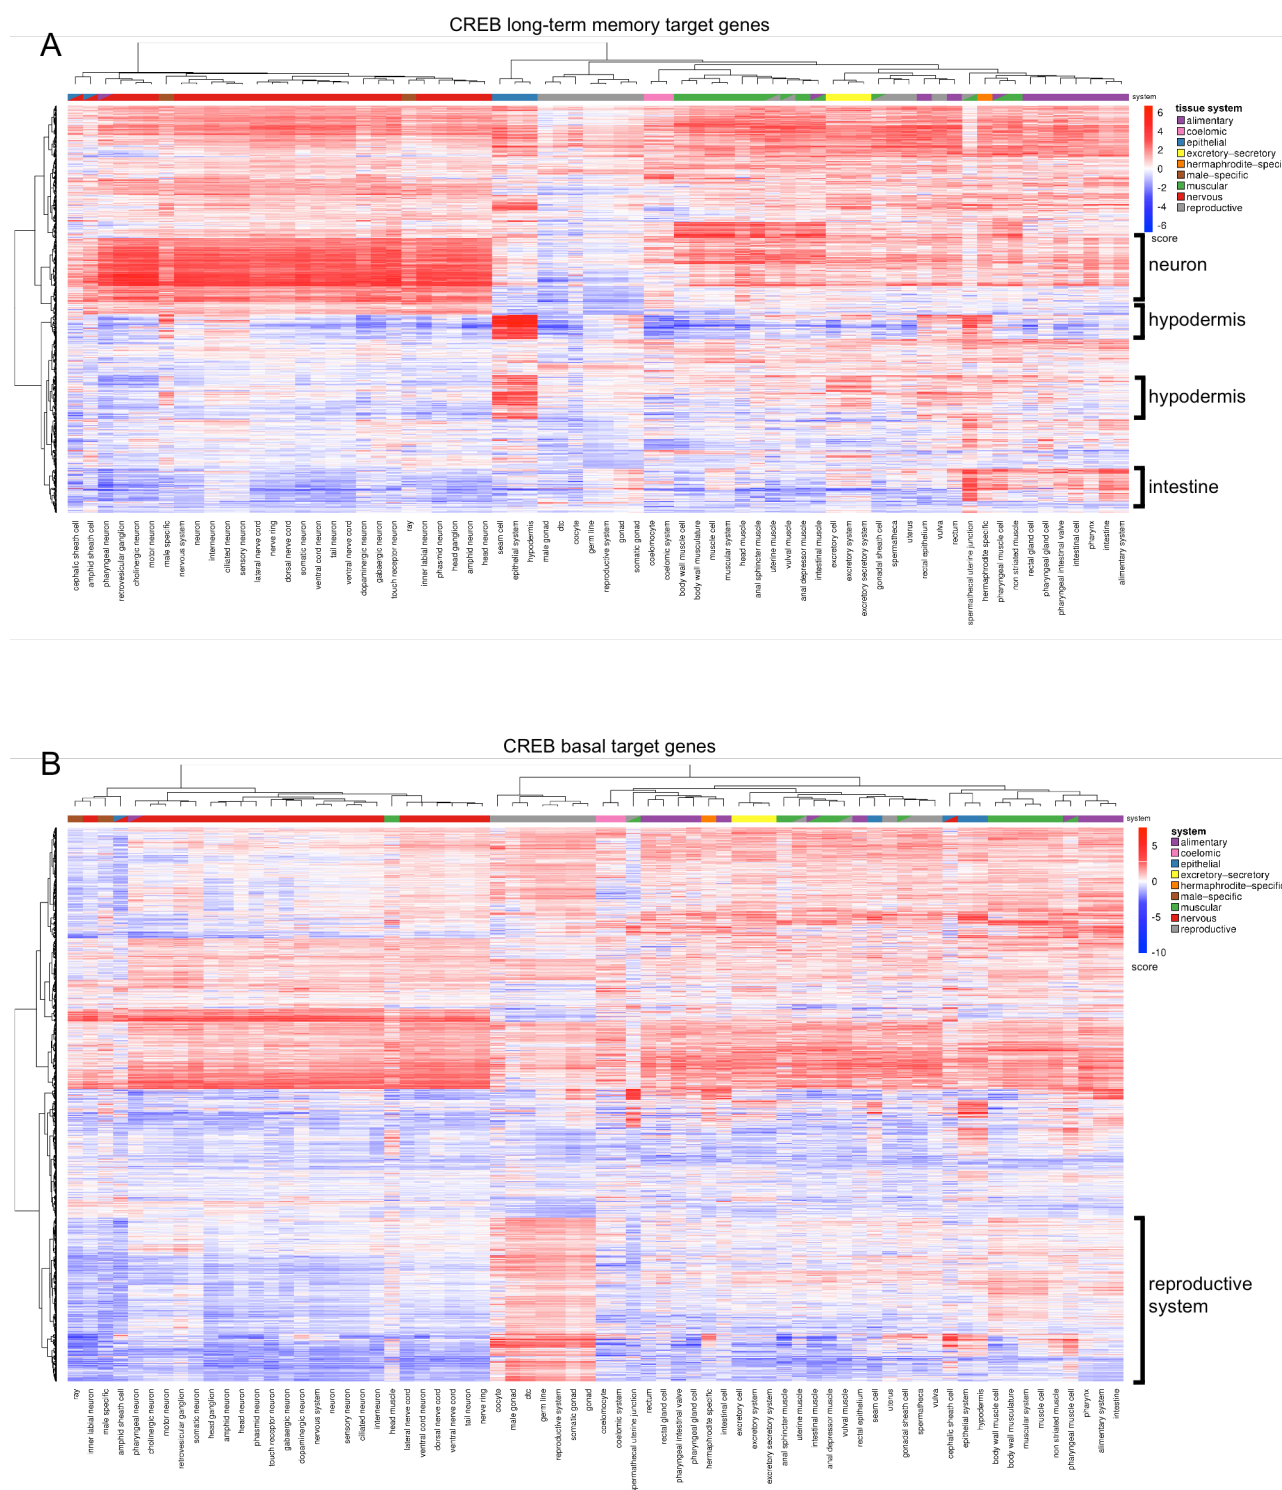 CREB long-term memory target genes
A
system
tissue system
alimentary
coelomic
epithelial
excretory-secretory
hermaphrodite-speci
male-specific
muscular
nervous
reproductive
6
4
2
0
-2
-4
-6
score
neuron
hypodermis
hypodermis
intestine
cephalic sheath cell
amphid sheath cell
pharyngeal neuron
retrovesicular ganglion
cholinergic neuron
motor neuron
male specific
nervous system
neuron
interneuron
ciliated neuron
sensory neuron
lateral nerve cord
nerve ring
dorsal nerve cord
somatic neuron
ventral cord neuron
tail neuron
ventral nerve cord
dopaminergic neuron
gabaergic neuron
touch receptor neuron
ray
inner labial neuron
phasmid neuron
head ganglion
amphid neuron
head neuron
seam cell
epithelial system
hypodermis
male gonad
dtc
oocyte
germ line
reproductive system
gonad
somatic gonad
coelomocyte
coelomic system
body wall muscle cell
body wall musculature
muscle cell
muscular system
head muscle
anal sphincter muscle
uterine muscle
vulval muscle
anal depressor muscle
intestinal muscle
excretory cell
excretory system
excretory secretory system
gonadal sheath cell
spermatheca
uterus
rectal epithelium
vulva
rectum
spermathecal uterine junction
hermaphrodite specific
pharyngeal muscle cell
non striated muscle
rectal gland cell
pharyngeal gland cell
pharyngeal intestinal valve
intestinal cell
pharynx
intestine
alimentary system
CREB basal target genes
B
system
system
alimentary
coelomic
epithelial
excretory-secretory
hermaphrodite-specific
male-specific
muscular
nervous
reproductive
5
0
-5
-10
score
reproductive
system
ray
inner labial neuron
male specific
amphid sheath cell
pharyngeal neuron
cholinergic neuron
motor neuron
retrovesicular ganglion
somatic neuron
head ganglion
amphid neuron
head neuron
phasmid neuron
touch receptor neuron
gabaergic neuron
dopaminergic neuron
nervous system
neuron
sensory neuron
ciliated neuron
interneuron
head muscle
lateral nerve cord
ventral cord neuron
dorsal nerve cord
ventral nerve cord
tail neuron
nerve ring
oocyte
male gonad
dtc
germ line
reproductive system
somatic gonad
gonad
coelomocyte
coelomic system
permathecal uterine junction
rectum
rectal gland cell
pharyngeal intestinal valve
pharyngeal gland cell
hermaphrodite specific
intestinal cell
excretory cell
excretory system
excretory secretory system
anal sphincter muscle
uterine muscle
intestinal muscle
anal depressor muscle
vulval muscle
rectal epithelium
seam cell
uterus
gonadal sheath cell
spermatheca
vulva
cephalic sheath cell
epithelial system
hypodermis
body wall muscle cell
body wall musculature
muscular system
muscle cell
non striated muscle
pharyngeal muscle cell
pharynx
alimentary system
intestine